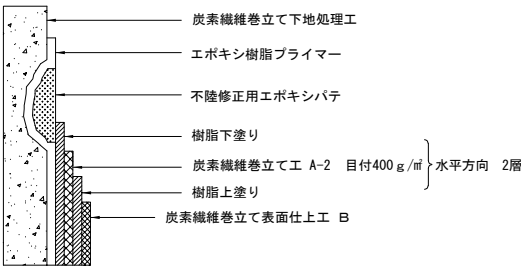 炭素繊維巻立て下地処理工
エポキシ樹脂プライマー
不陸修正用エポキシパテ
樹脂下塗り
炭素繊維巻立て工 A-2 目付400g/㎡ 水平方向 2層
樹脂上塗り
炭素繊維巻立て表面仕上工 B